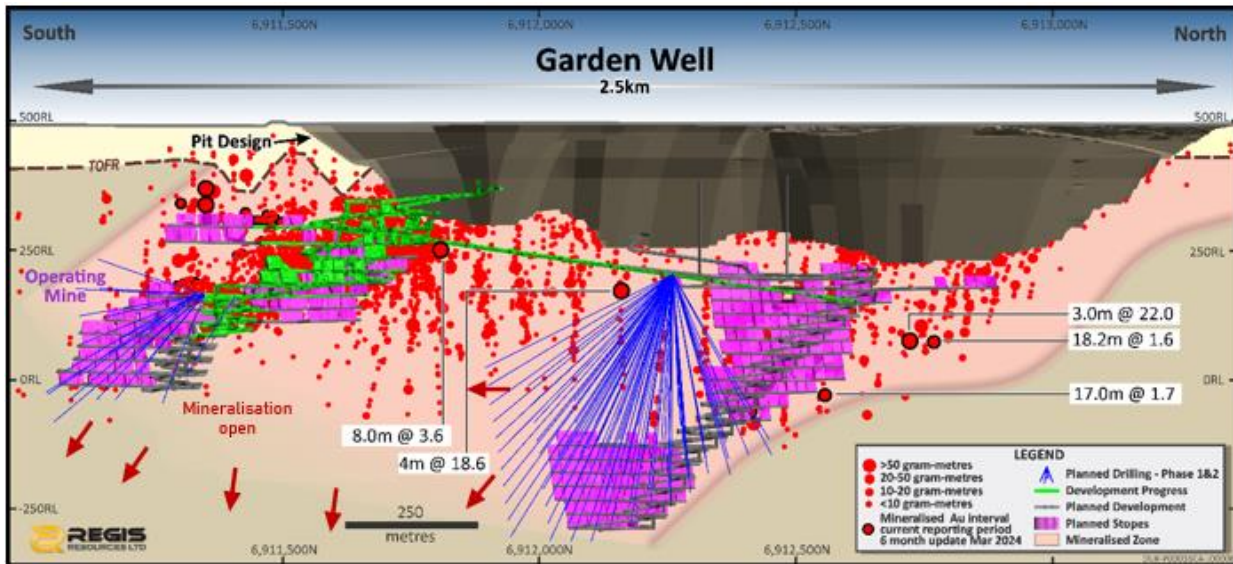 6,911,500N
6,912,000N
6,912,500N
6,913,000N
South
North
Garden Well
2.5km
500RL
500RL
Pit Design
TOFR
250RL
250RL
Operating
Mine
3.0m @ 22.0
18.2m @ 1.6
0RL
0RL
17.0m @ 1.7
Mineralisation
open
8.0m @ 3.6
4m @ 18.6
LEGEND
>50 gram-metres
20-50 gram-metres
10-20 gram-metres
<10 gram-metres
Mineralised Au interval
current reporting period
6 month update Mar 2024
Planned Drilling - Phase 1&2
Development Progress
Planned Development
Planned Stopes
Mineralised Zone
-250RL
250
metres
REGIS
RESOURCES LTD
6,911,500N
6,912,000N
6,912,500N
6,913,000N